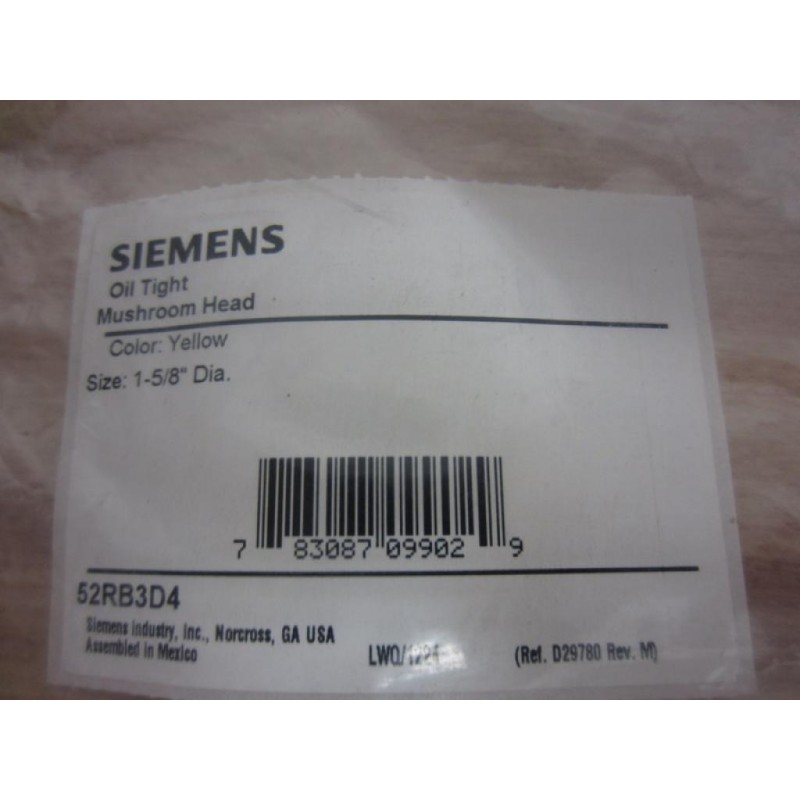 SIEMENS
Oil Tight
Mushroom Head
Color: Yellow
Size: 1-5/8" Dia.
7 83087 09902 9
52RB3D4
Siemens Industry, Inc., Norcross, GA USA
Assembled in Mexico
(Ref. D29780 Rev. M)